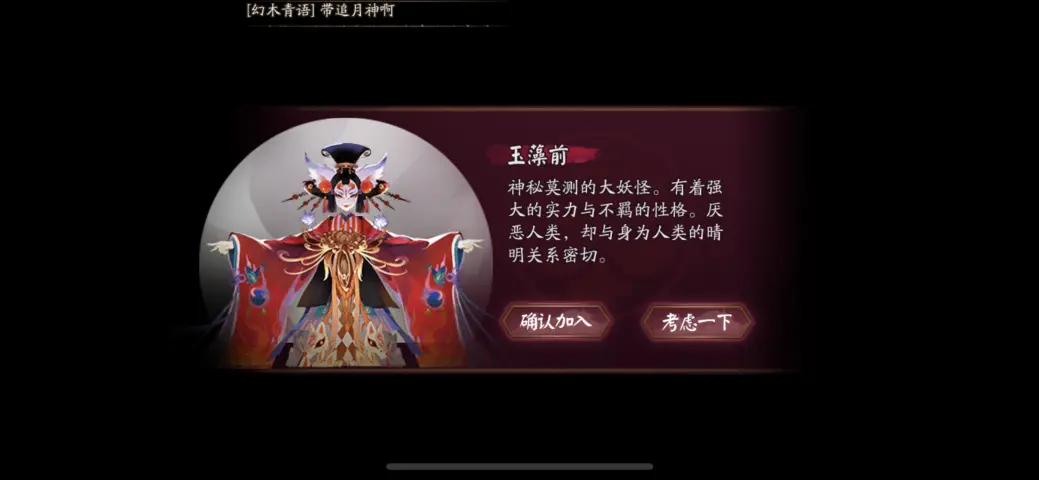 [幻木青语] 带追月神啊
玉藻前
神秘莫测的大妖怪。有着强
大的实力与不羁的性格。厌
恶人类，却与身为人类的晴
明关系密切。
确认加入
考虑一下